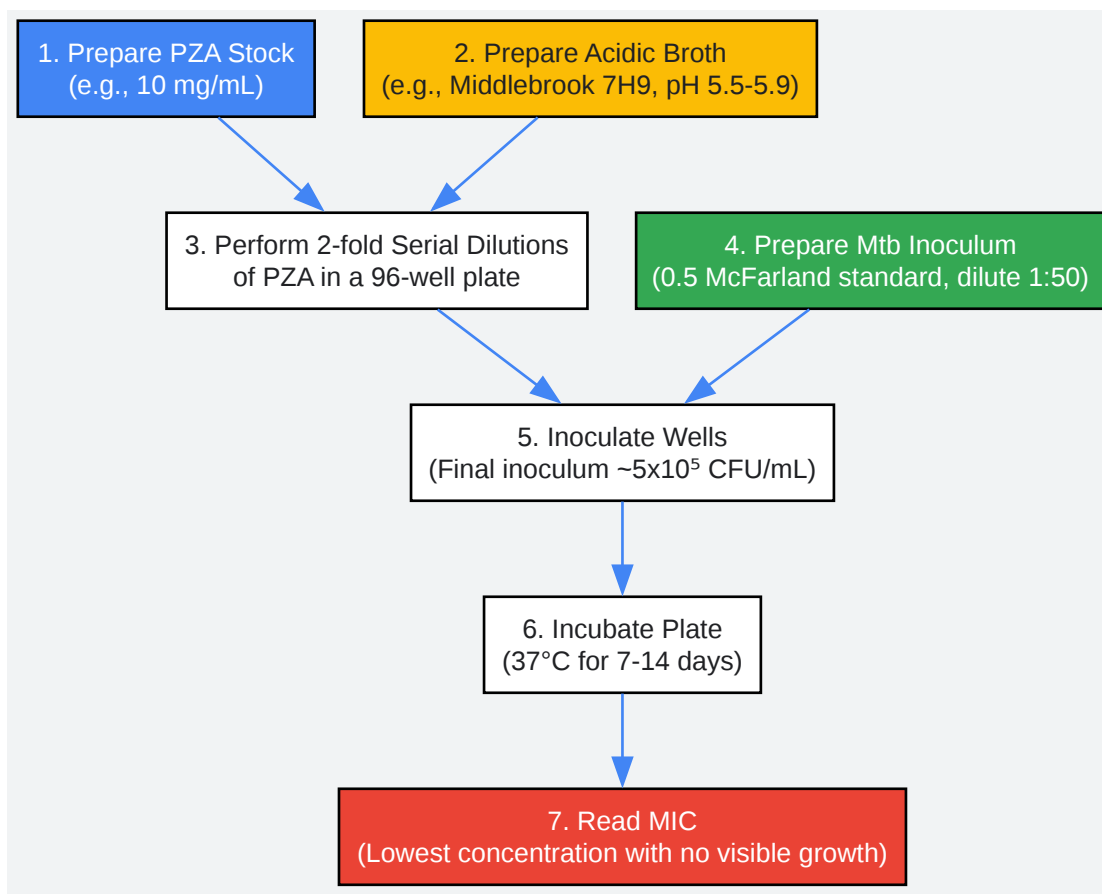 1. Prepare PZA Stock
(e.g., 10 mg/mL)
2. Prepare Acidic Broth
(e.g., Middlebrook 7H9, pH 5.5-5.9)
3. Perform 2-fold Serial Dilutions
of PZA in a 96-well plate
4. Prepare Mtb Inoculum
(0.5 McFarland standard, dilute 1:50)
5. Inoculate Wells
(Final inoculum ~5x10⁵ CFU/mL)
6. Incubate Plate
(37°C for 7-14 days)
7. Read MIC
(Lowest concentration with no visible growth)